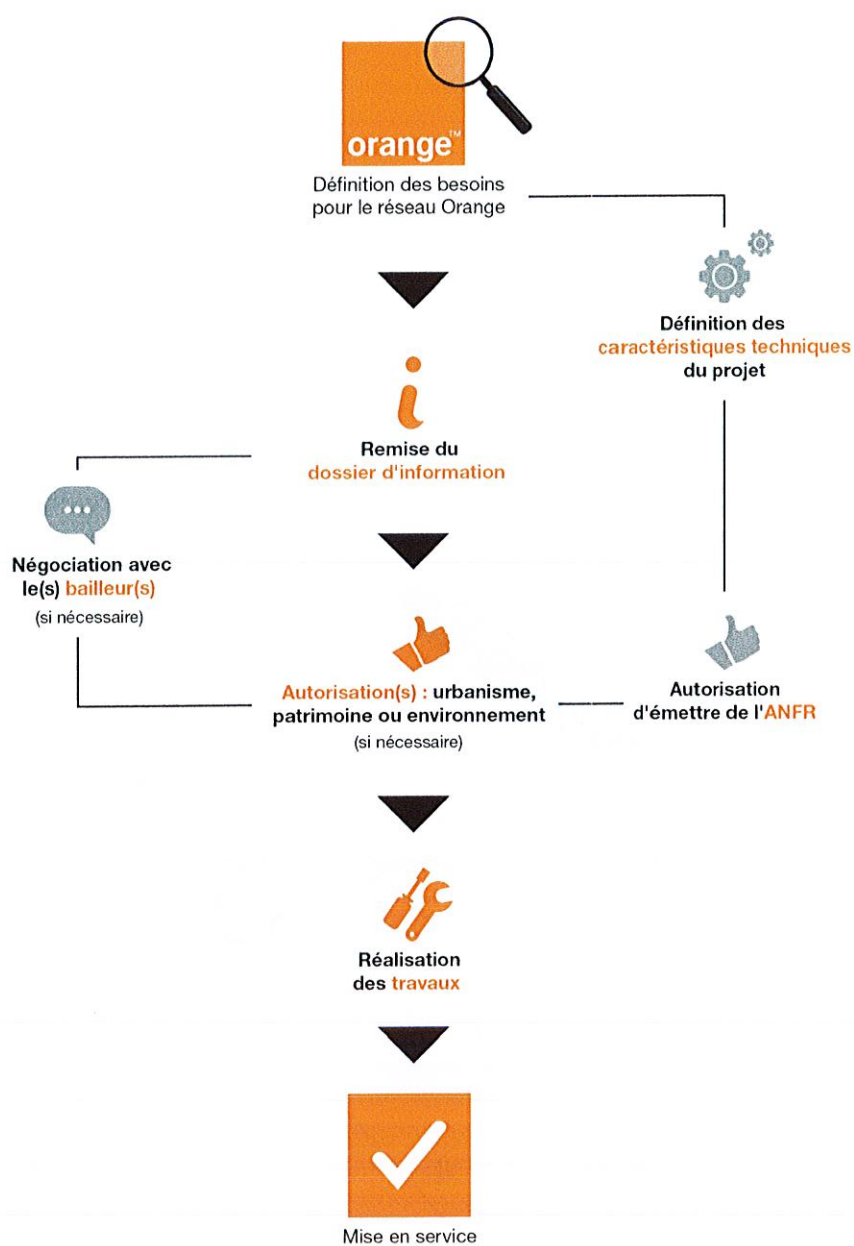 orange™
Définition des besoins
pour le réseau Orange
Définition des
caractéristiques techniques
du projet
Remise du
dossier d'information
Négociation avec
le(s) bailleur(s)
(si nécessaire)
Autorisation(s) : urbanisme,
patrimoine ou environnement
(si nécessaire)
Autorisation
d'émettre de l'ANFR
Réalisation
des travaux
Mise en service